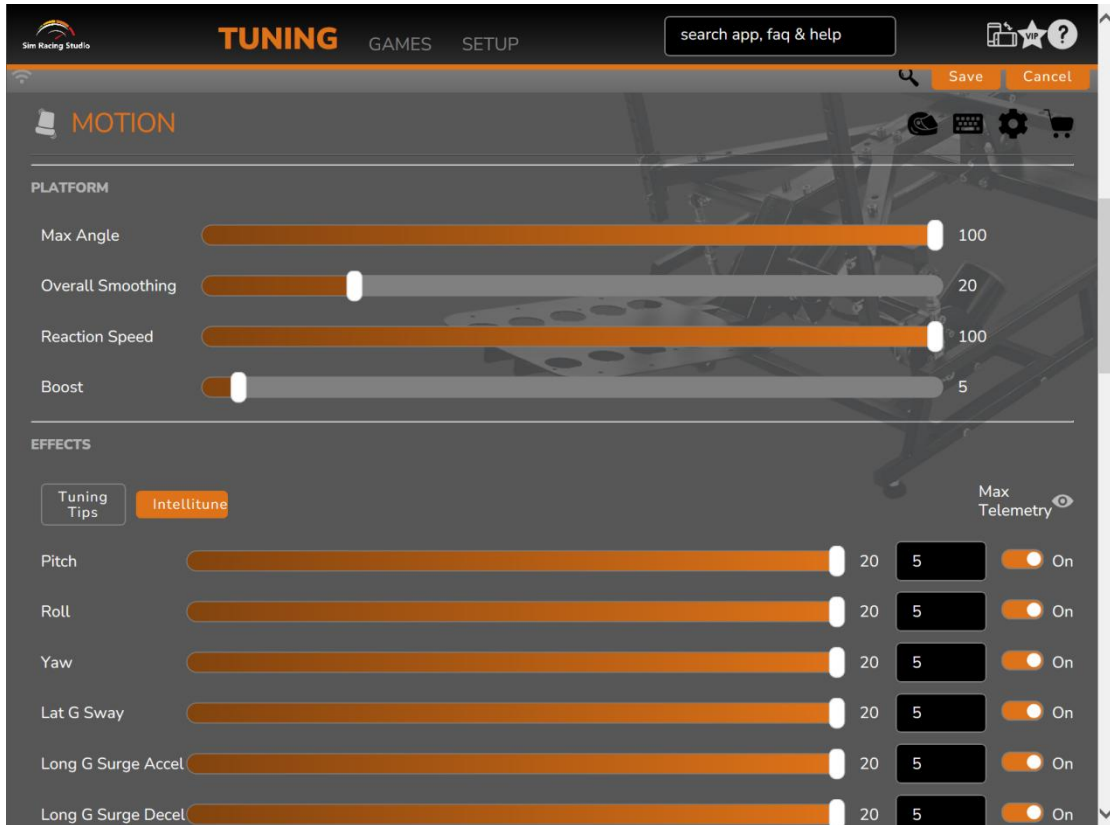 Sim Racing Studio
TUNING GAMES SETUP
search app, faq & help
VIP
?
Save Cancel
MOTION
PLATFORM
Max Angle 100
Overall Smoothing 20
Reaction Speed 100
Boost 5
EFFECTS
Tuning
Tips
Intellitune
Max
Telemetry
Pitch 20 5 On
Roll 20 5 On
Yaw 20 5 On
Lat G Sway 20 5 On
Long G Surge Accel 20 5 On
Long G Surge Decel 20 5 On